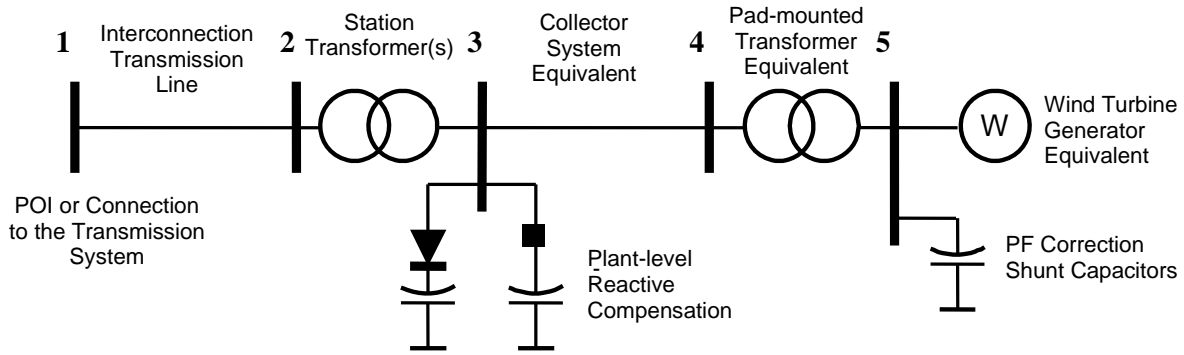 1
Interconnection
Transmission
Line
2
Station
Transformer(s)
3
Collector
System
Equivalent
4
Pad-mounted
Transformer
Equivalent
5
W
Wind Turbine
Generator
Equivalent
POI or Connection
to the Transmission
System
Plant-level
Reactive
Compensation
PF Correction
Shunt Capacitors